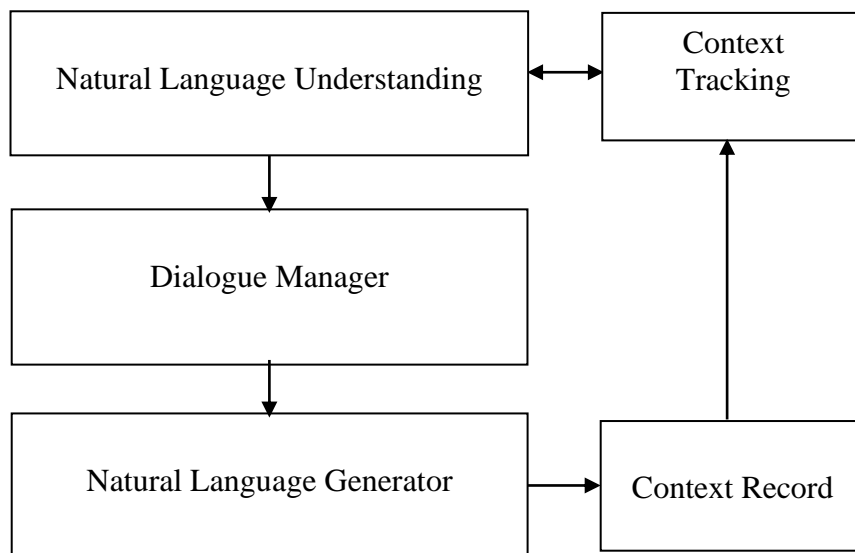 Natural Language Understanding
Context
Tracking
Dialogue Manager
Natural Language Generator
Context Record